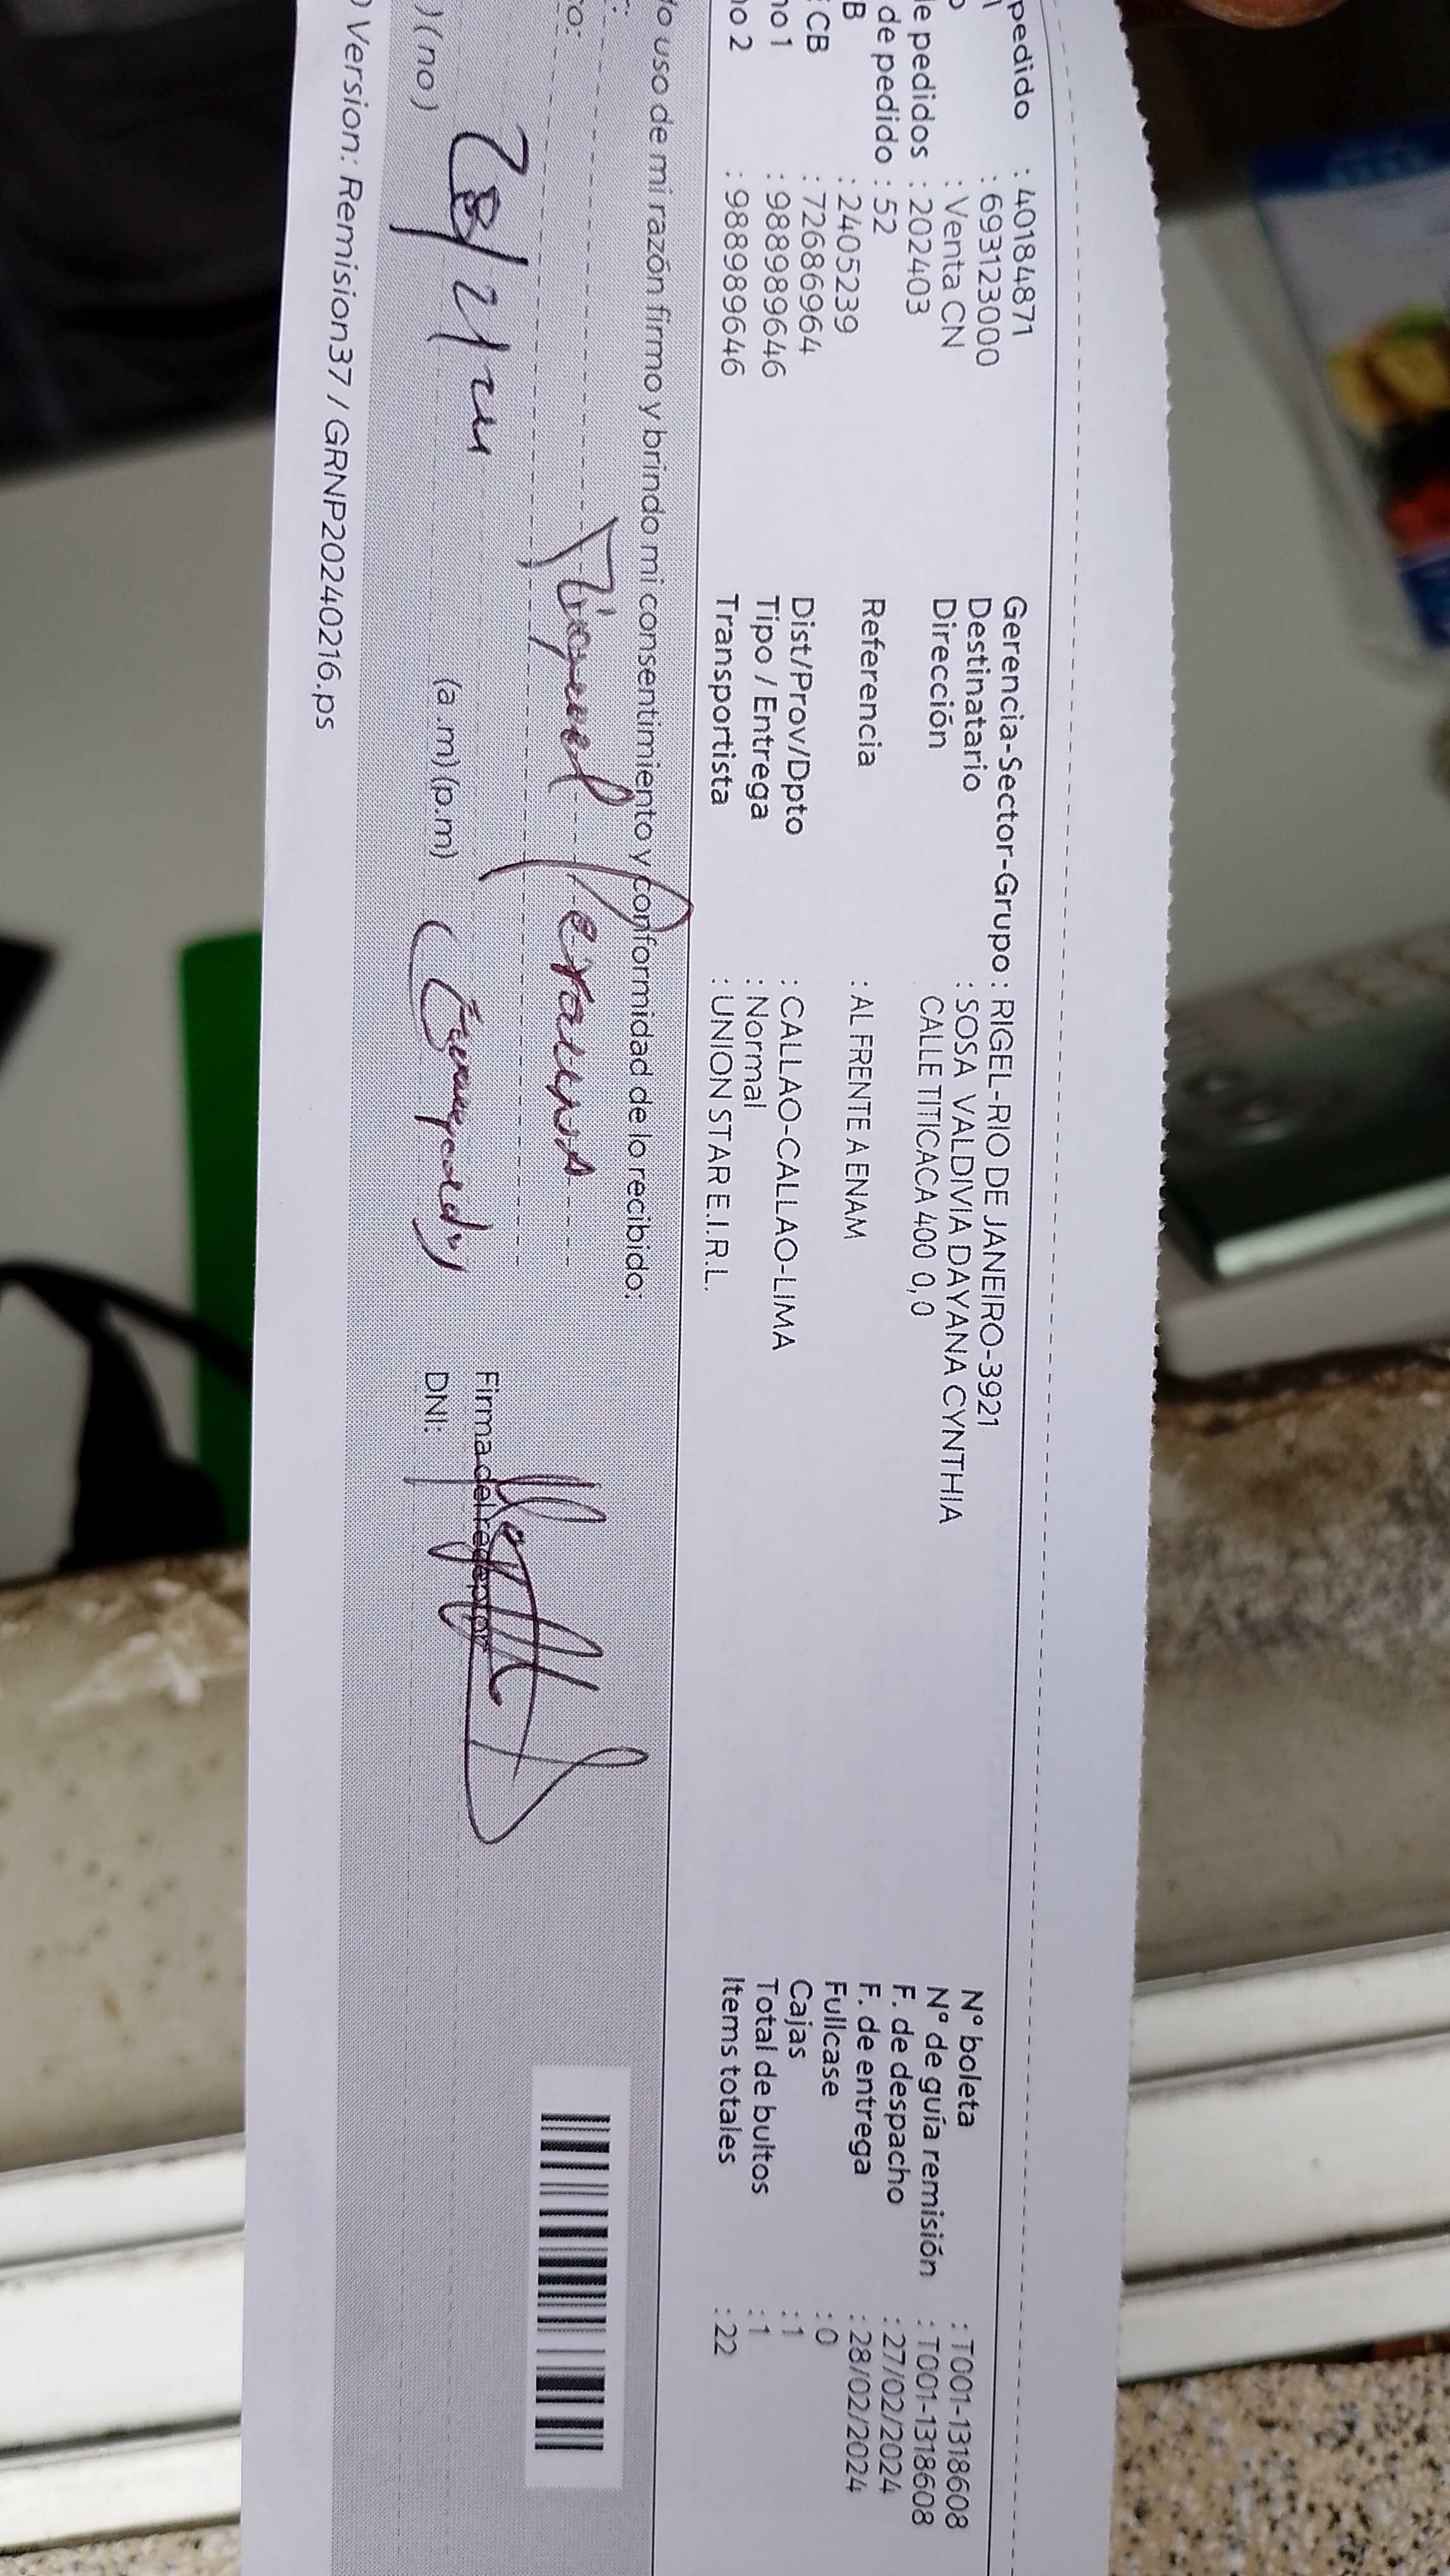 pedido : 40184871
: 693123000
: Venta CN
e pedidos : 202403
de pedido : 52
B : 2405239
CB : 72686964
no 1 : 988989646
no 2 : 988989646
Gerencia-Sector-Grupo : RIGEL-RIO DE JANEIRO-3921
Destinatario : SOSA VALDIVIA DAYANA CYNTHIA
Dirección CALLE TITICACA 400 0,0
Referencia : AL FRENTE A ENAM
Dist/Prov/Dpto : CALLAO-CALLAO-LIMA
Tipo / Entrega : Normal
Transportista : UNION STAR E.I.R.L.
N° boleta : T001-1318608
N° de guía remisión : T001-1318608
F. de despacho : 27/02/2024
F. de entrega : 28/02/2024
Fullcase : 0
Cajas : 1
Total de bultos : 1
Items totales : 22
do uso de mi razón firmo y brindo mi consentimiento y conformidad de lo recibido:
ro:
28/2/24
)(no) (a .m)(p.m)
Firma del receptor
DNI:
Version: Remision37 / GRNP20240216.ps